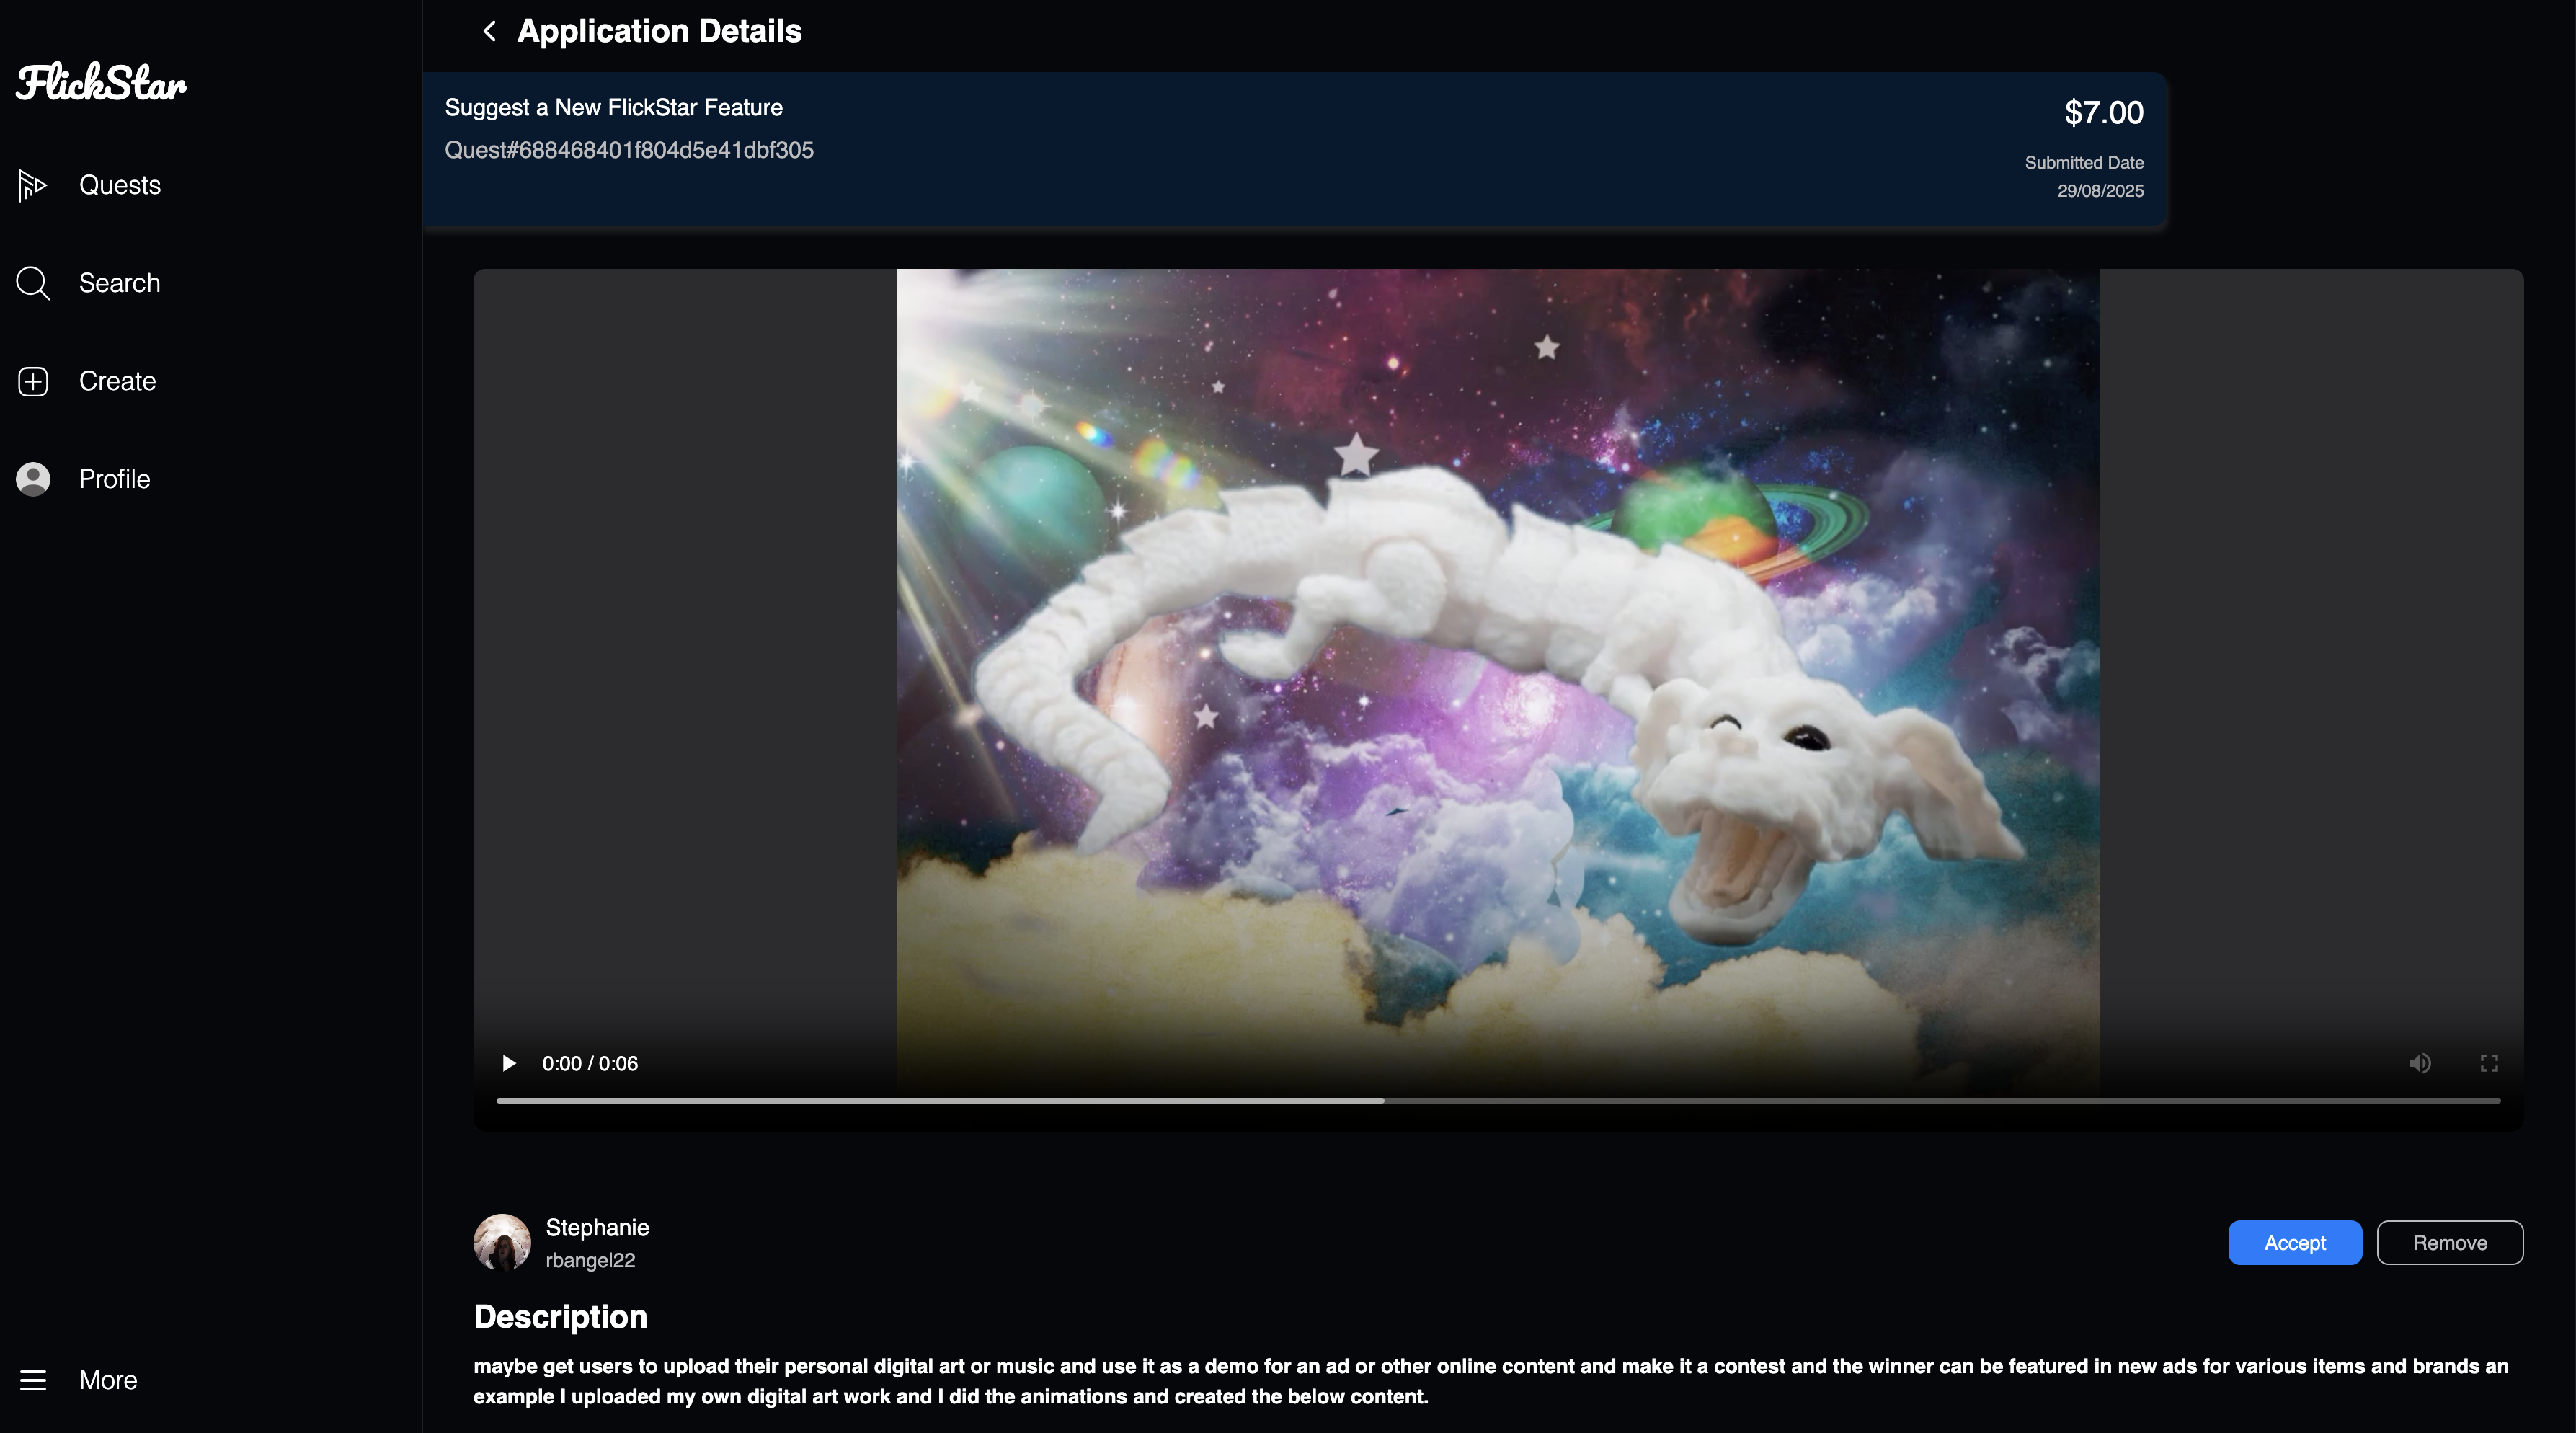 Application Details
FlickStar
Suggest a New FlickStar Feature
$7.00
Quest#688468401f804d5e41dbf305
Submitted Date
29/08/2025
Quests
Search
Create
Profile
0:00 / 0:06
Stephanie
rbangel22
Accept
Remove
Description
maybe get users to upload their personal digital art or music and use it as a demo for an ad or other online content and make it a contest and the winner can be featured in new ads for various items and brands an
example I uploaded my own digital art work and I did the animations and created the below content.
More